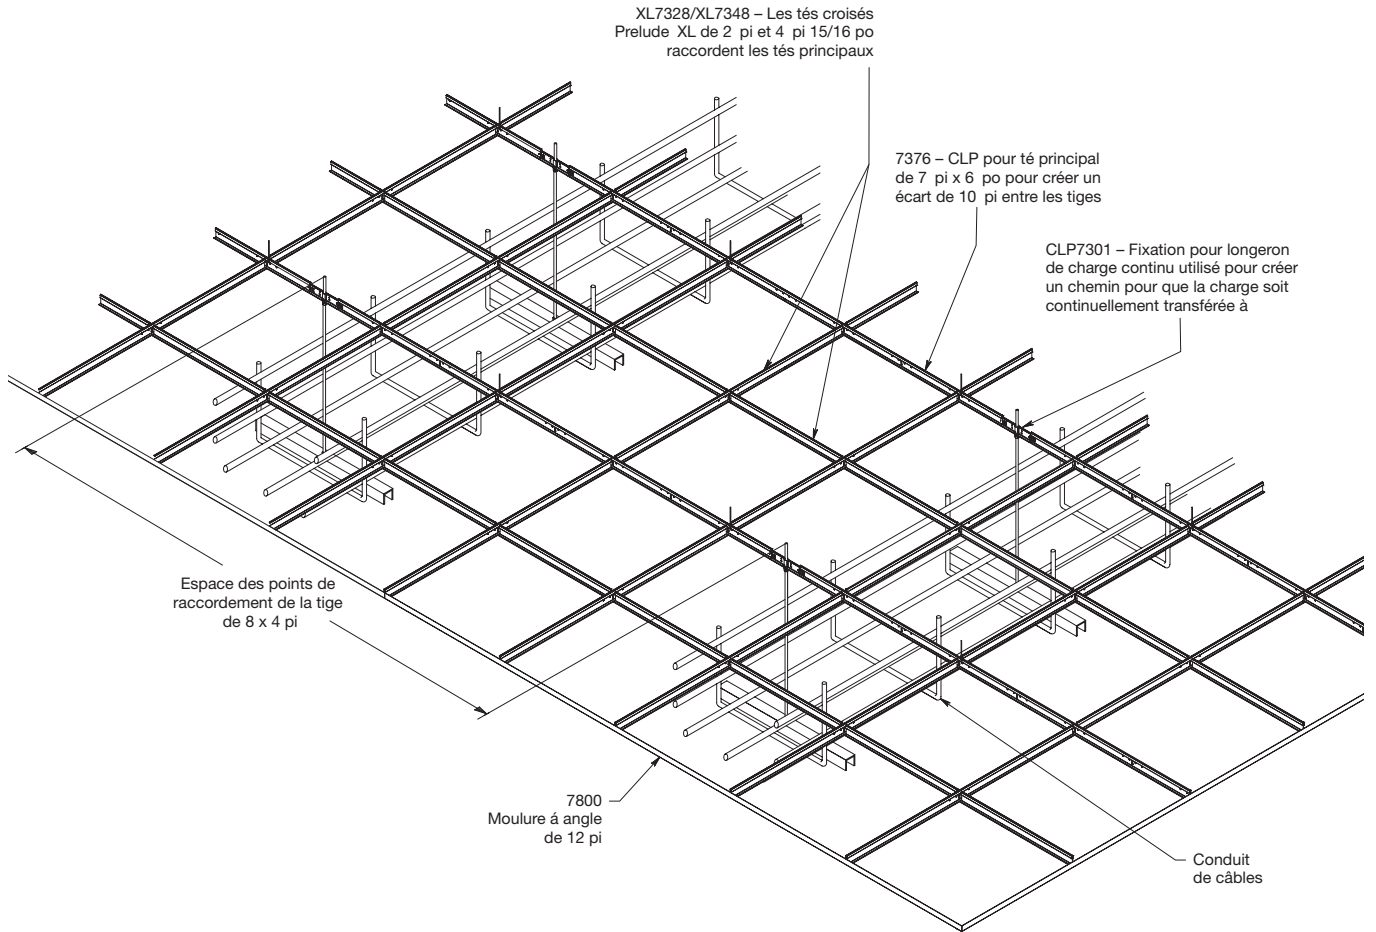 XL7328/XL7348 – Les tés croisés
Prelude XL de 2 pi et 4 pi 15/16 po
raccordent les tés principaux
7376 – CLP pour té principal
de 7 pi x 6 po pour créer un
écart de 10 pi entre les tiges
CLP7301 – Fixation pour longeron
de charge continu utilisé pour créer
un chemin pour que la charge soit
continuellement transférée à
Espace des points de
raccordement de la tige
de 8 x 4 pi
7800
Moulure á angle
de 12 pi
Conduit
de câbles